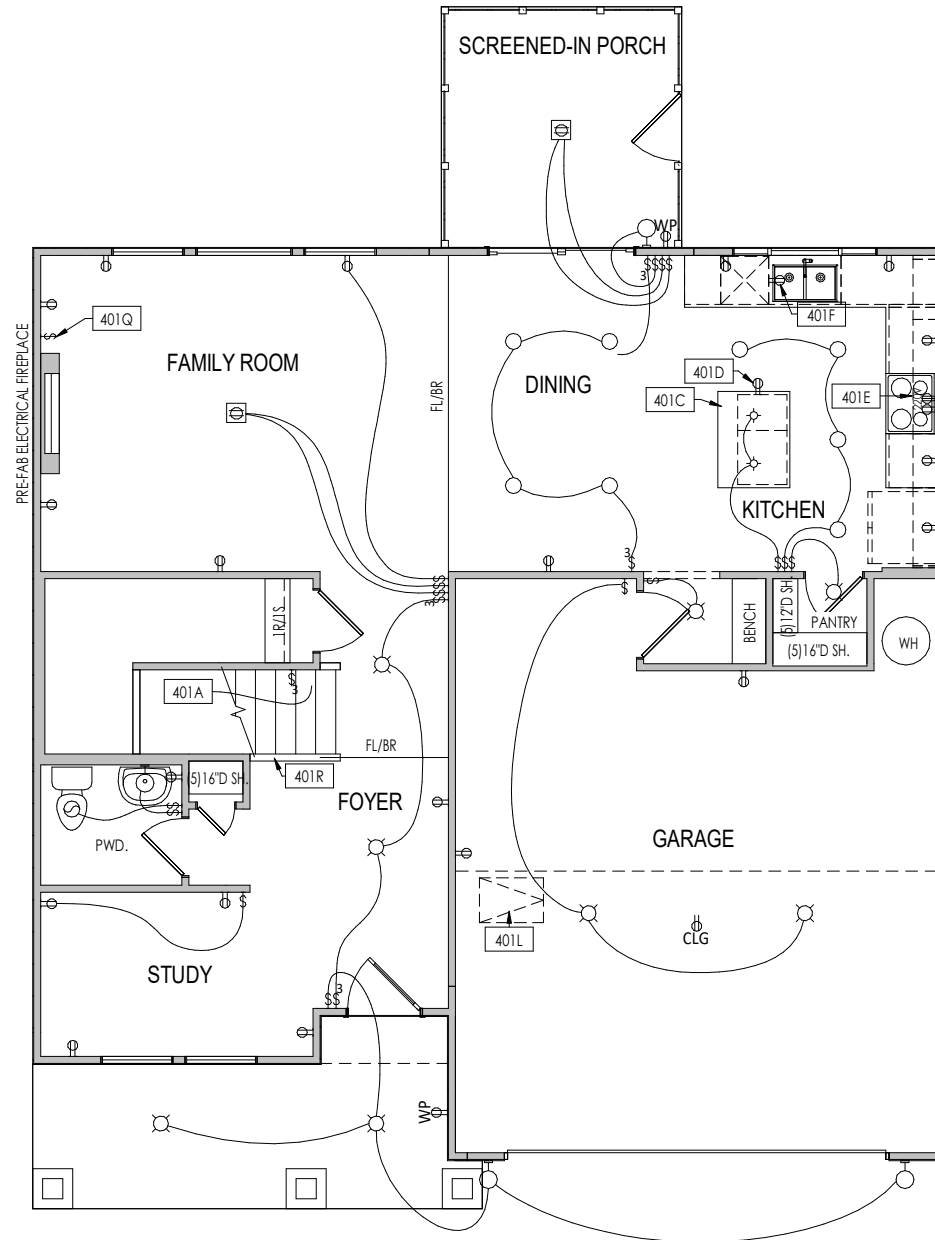 SCREENED-IN PORCH
WP
3
401Q
PRE-FAB ELECTRICAL FIREPLACE
FAMILY ROOM
FL/BR
DINING
401F
401D
401C
401E
220V
KITCHEN
3
3
1R/1S
BENCH
(5)12"D SH.
PANTRY
(5)16"D SH.
WH
401A
3
FL/BR
401R
(5)16"D SH.
FOYER
PWD.
GARAGE
401L
CLG
STUDY
3
WP